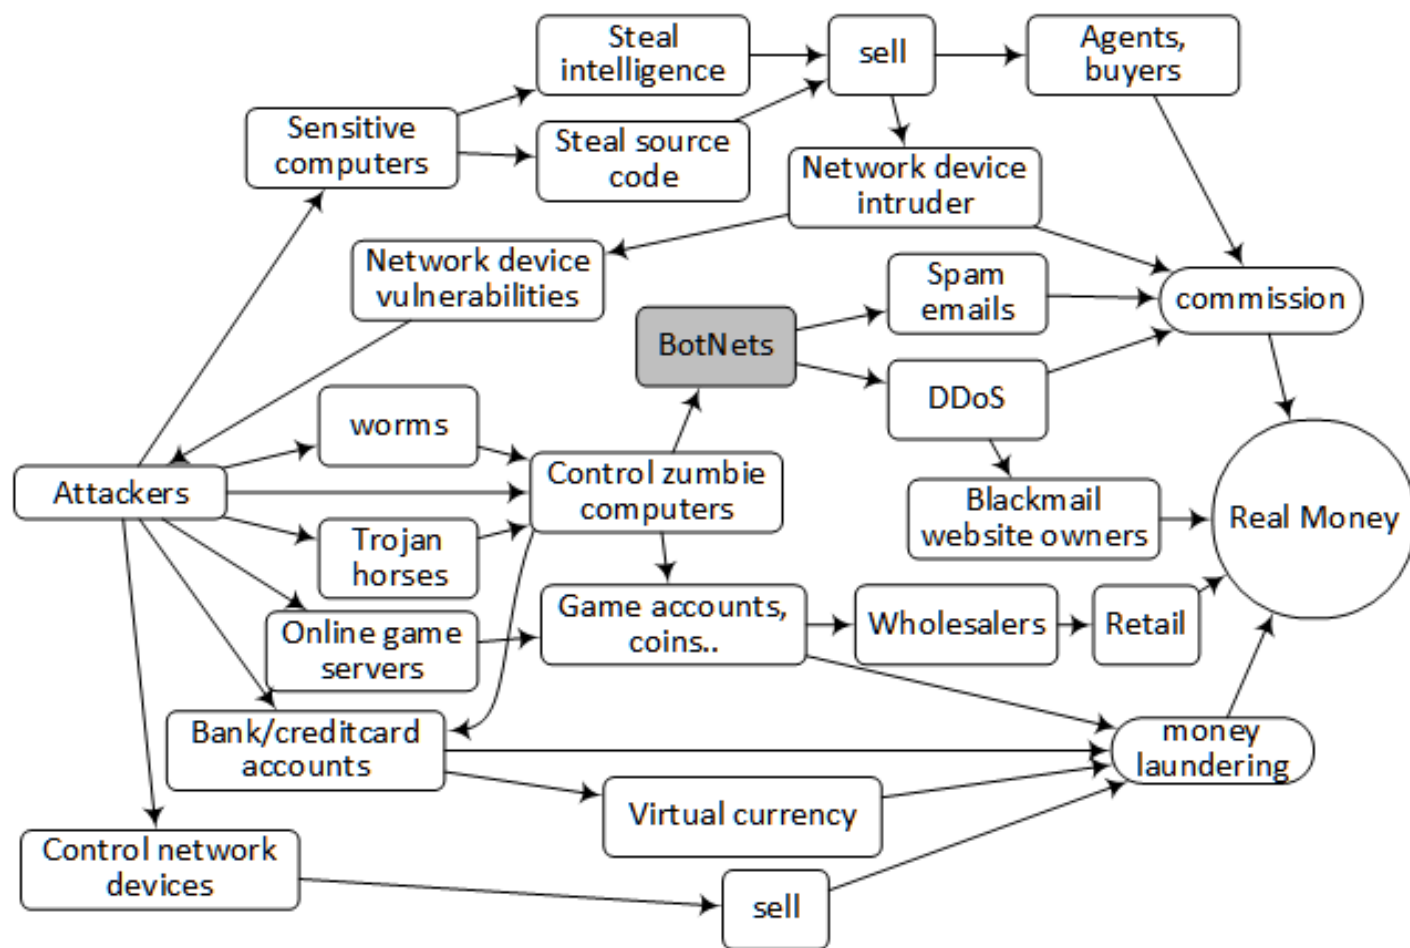 Steal
intelligence
sell
Agents,
buyers
Sensitive
computers
Steal source
code
Network device
intruder
Network device
vulnerabilities
Spam
emails
commission
BotNets
DDoS
worms
Attackers
Control zumbie
computers
Blackmail
website owners
Real Money
Trojan
horses
Game accounts,
coins..
Wholesalers
Retail
Online game
servers
Bank/creditcard
accounts
money
laundering
Virtual currency
Control network
devices
sell